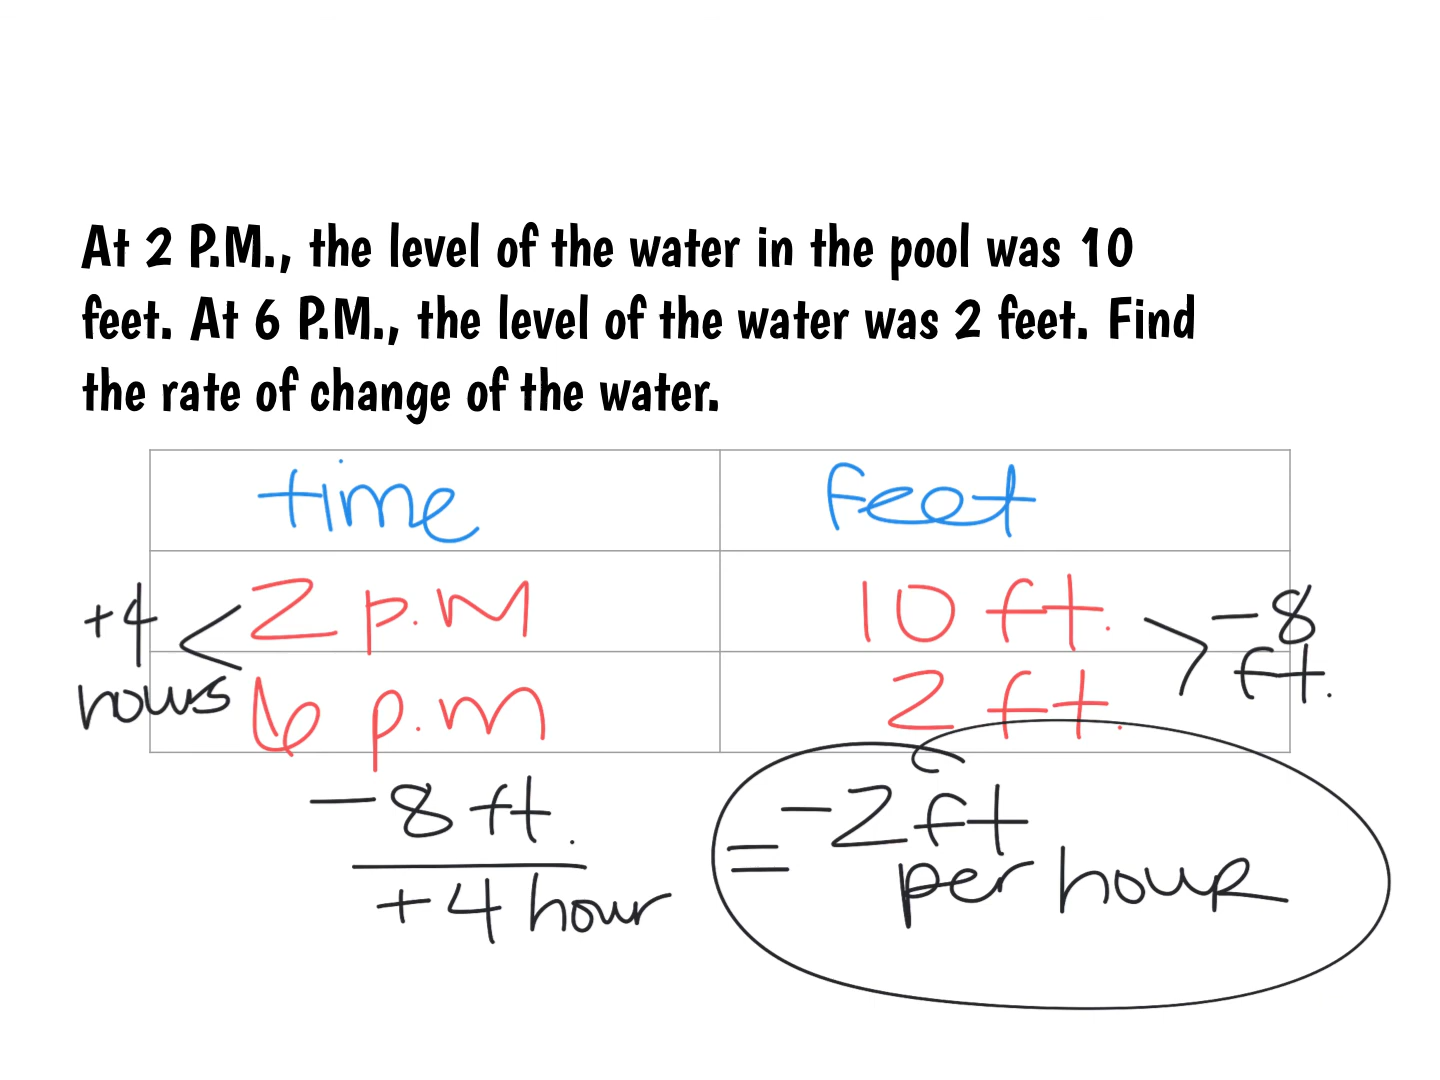 At 2 P.M., the level of the water in the pool was 10
feet. At 6 P.M., the level of the water was 2 feet. Find
the rate of change of the water.
time feet
+4 hours
2 p.M 10 ft.
-8 ft.
6 p.m 2 ft.
-8 ft.
+4 hour
= -2 ft
per hour